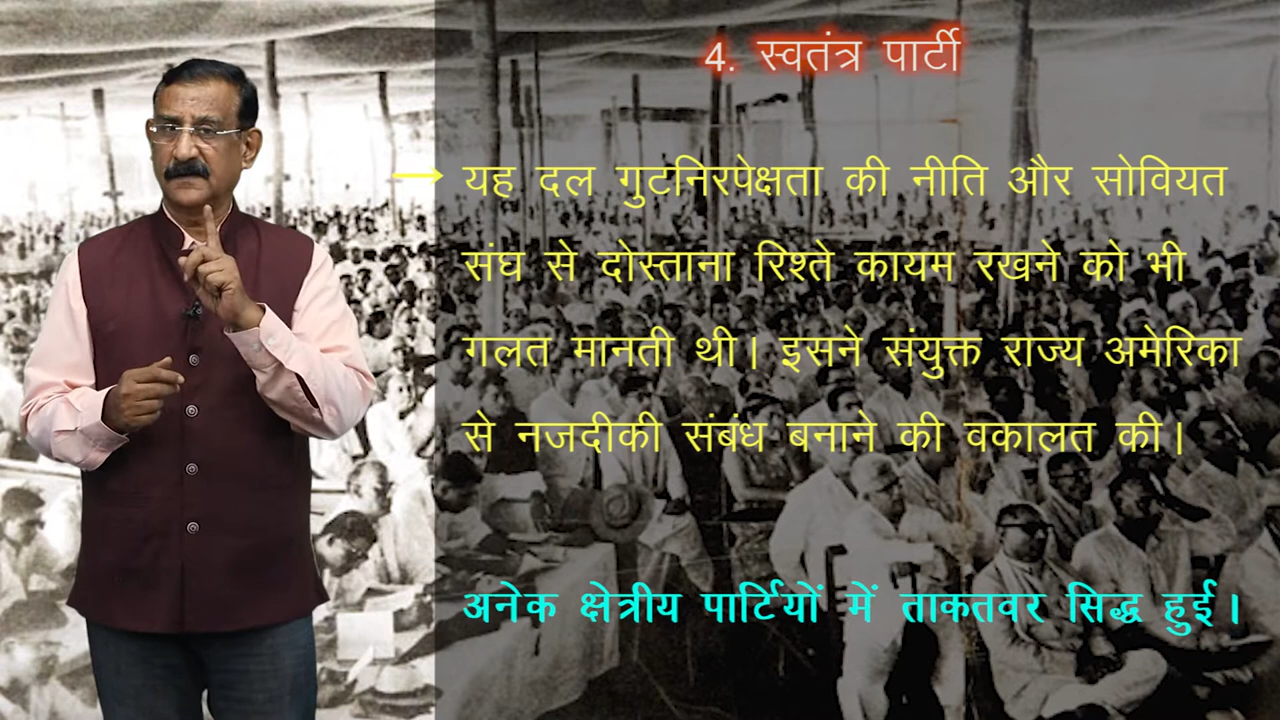 4. स्वतंत्र पार्टी
यह दल गुटनिरपेक्षता की नीति और सोवियत
संघ से दोस्ताना रिश्ते कायम रखने को भी
गलत मानती थी। इसने संयुक्त राज्य अमेरिका
से नजदीकी संबंध बनाने की वकालत की।
अनेक क्षेत्रीय पार्टियों में ताकतवर सिद्ध हुई।